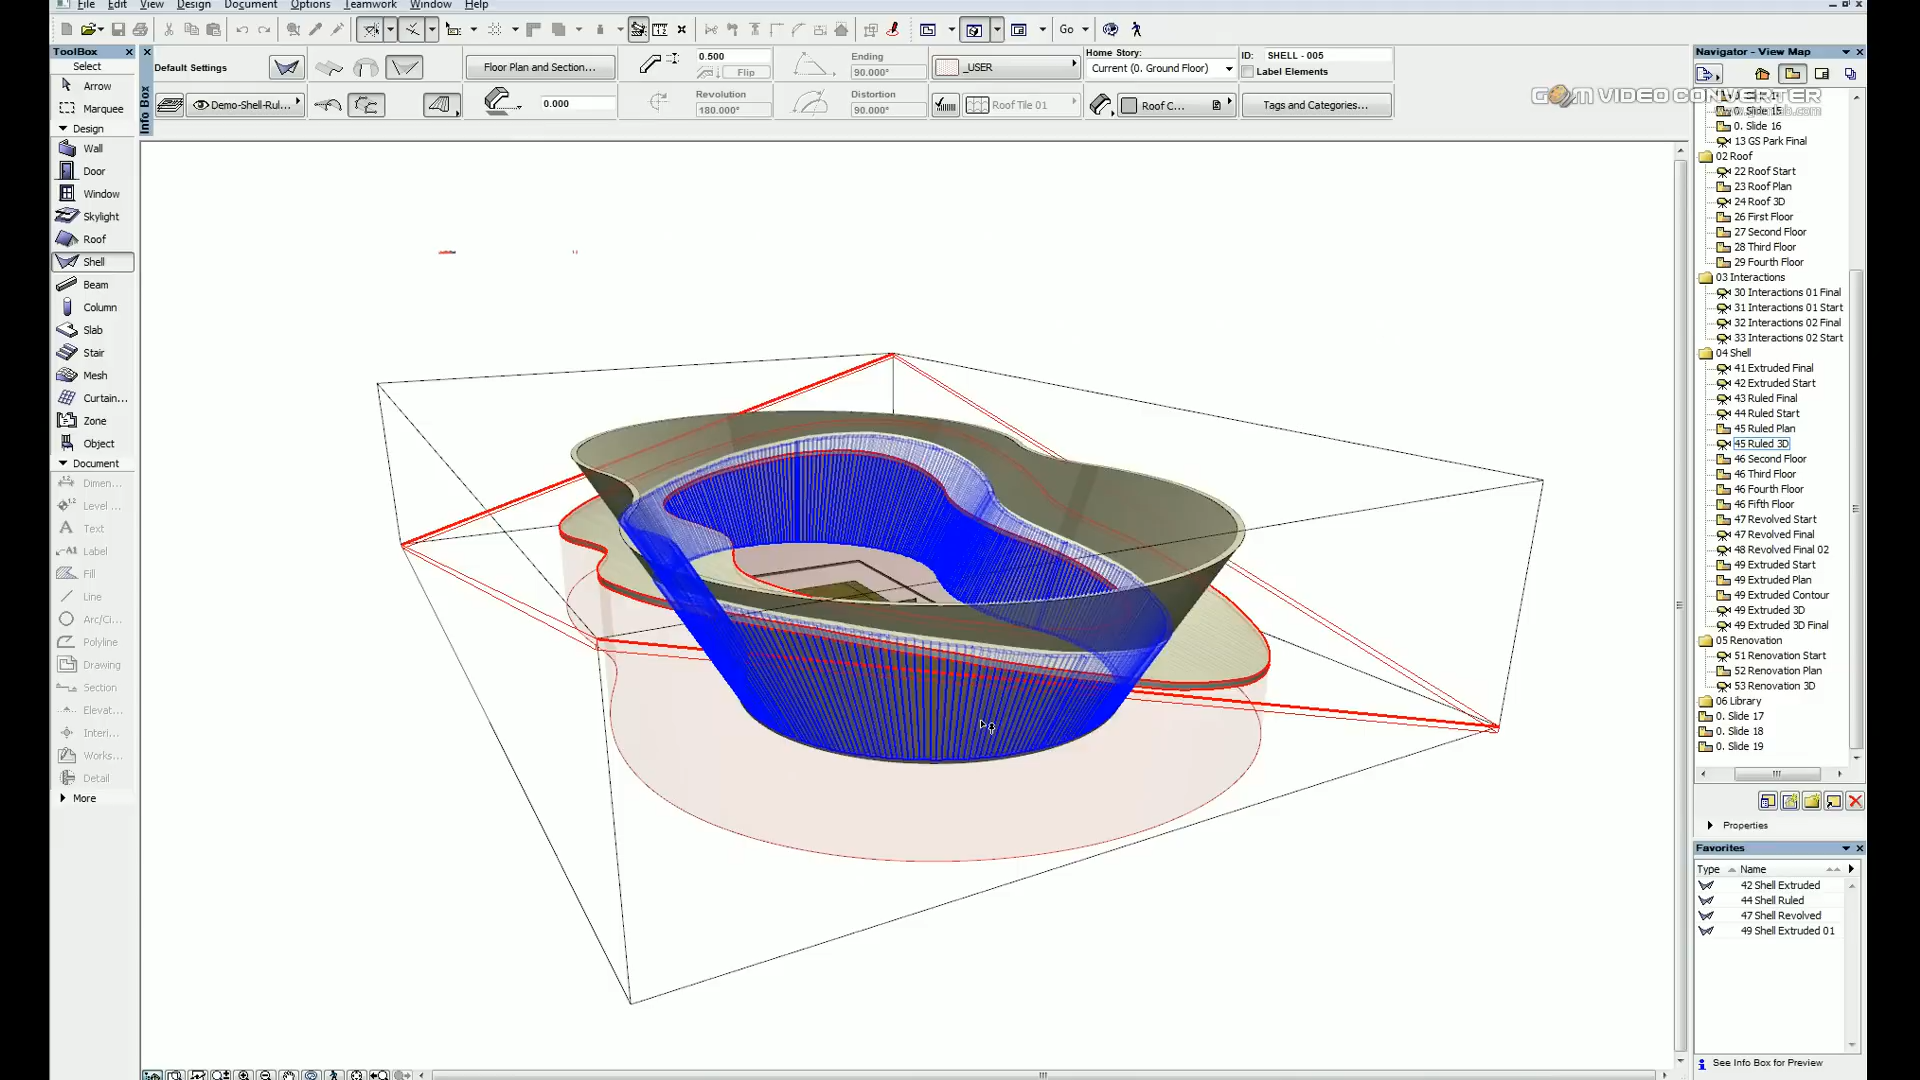 File Edit View Design Document Options Teamwork Window Help
Go
ToolBox
Select
Arrow
Marquee
Design
Wall
Door
Window
Skylight
Roof
Shell
Beam
Column
Slab
Stair
Mesh
Curtain...
Zone
Object
Document
Dimen...
Level ...
Text
Label
Fill
Line
Arc/Ci...
Polyline
Drawing
Section
Elevat...
Interi...
Works...
Detail
More
Info Box
Default Settings
Demo-Shell-Rul...
Floor Plan and Section...
0.000
0.500
Flip
Revolution
180.000°
Ending
90.000°
Distortion
90.000°
_USER
Roof Tile 01
Home Story:
Current (0. Ground Floor)
Roof C...
ID: SHELL - 005
Label Elements
Tags and Categories...
GOM VIDEO CONVERTER
Navigator - View Map
0. Slide 15
0. Slide 16
13 GS Park Final
02 Roof
22 Roof Start
23 Roof Plan
24 Roof 3D
26 First Floor
27 Second Floor
28 Third Floor
29 Fourth Floor
03 Interactions
30 Interactions 01 Final
31 Interactions 01 Start
32 Interactions 02 Final
33 Interactions 02 Start
04 Shell
41 Extruded Final
42 Extruded Start
43 Ruled Final
44 Ruled Start
45 Ruled Plan
45 Ruled 3D
46 Second Floor
46 Third Floor
46 Fourth Floor
46 Fifth Floor
47 Revolved Start
47 Revolved Final
48 Revolved Final 02
49 Extruded Start
49 Extruded Plan
49 Extruded Contour
49 Extruded 3D
49 Extruded 3D Final
05 Renovation
51 Renovation Start
52 Renovation Plan
53 Renovation 3D
06 Library
0. Slide 17
0. Slide 18
0. Slide 19
Properties
Favorites
Type Name
42 Shell Extruded
44 Shell Ruled
47 Shell Revolved
49 Shell Extruded 01
See Info Box for Preview